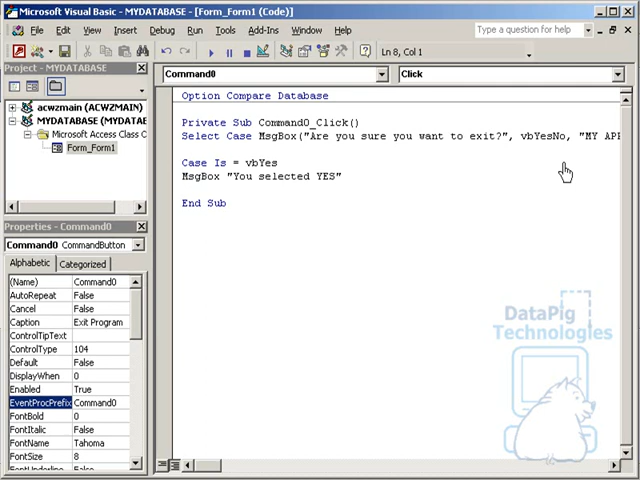 Microsoft Visual Basic - MYDATABASE - [Form_Form1 (Code)]
File Edit View Insert Debug Run Tools Add-Ins Window Help
Type a question for help
Ln 8, Col 1
Project - MYDATABASE
Command0
Click
acwzmain (ACWZMAIN)
MYDATABASE (MYDATABASE
Microsoft Access Class C
Form_Form1
Option Compare Database
Private Sub Command0_Click()
Select Case MsgBox("Are you sure you want to exit?", vbYesNo, "MY APP
Case Is = vbYes
MsgBox "You selected YES"
End Sub
Properties - Command0
Command0 CommandButton
Alphabetic Categorized
(Name) Command0
AutoRepeat False
Cancel False
Caption Exit Program
ControlTipText
ControlType 104
Default False
DisplayWhen 0
Enabled True
EventProcPrefix Command0
FontBold 0
FontItalic False
FontName Tahoma
FontSize 8
FontUnderline False
DataPig
Technologies